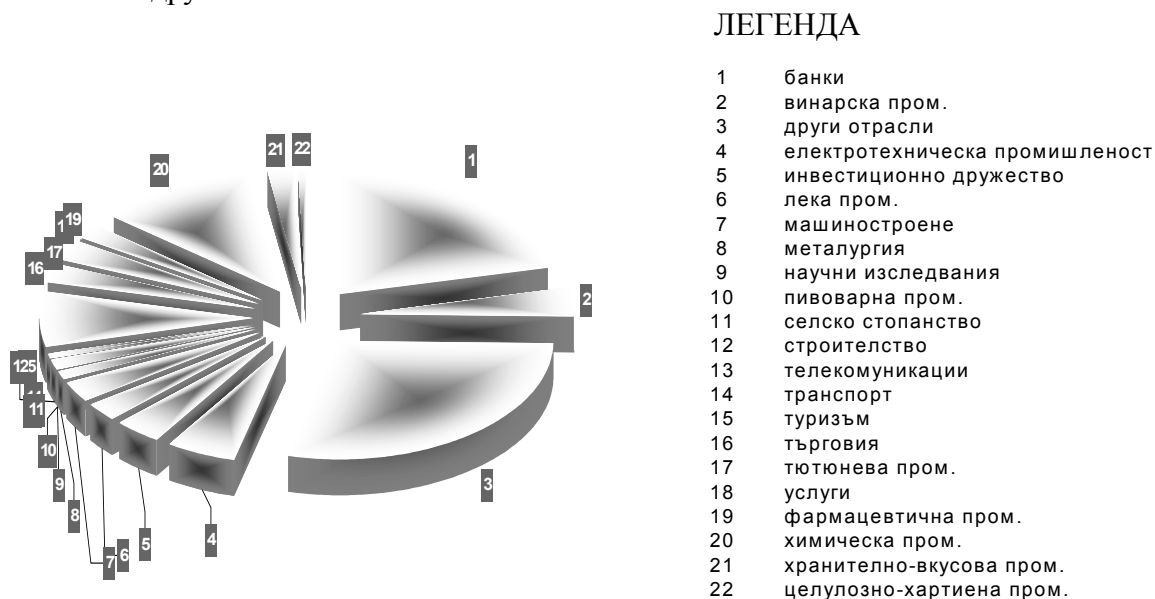 ЛЕГЕНДА
1 банки
2 винарска пром.
3 други отрасли
4 електротехническа промишленост
5 инвестиционно дружество
6 лека пром.
7 машиностроене
8 металургия
9 научни изследвания
10 пивоварна пром.
11 селско стопанство
12 строителство
13 телекомуникации
14 транспорт
15 туризъм
16 търговия
17 тютюнева пром.
18 услуги
19 фармацевтична пром.
20 химическа пром.
21 хранително-вкусова пром.
22 целулозно-хартиена пром.
21
22
1
20
19
17
16
2
11
10
9
8
7
6
5
4
3